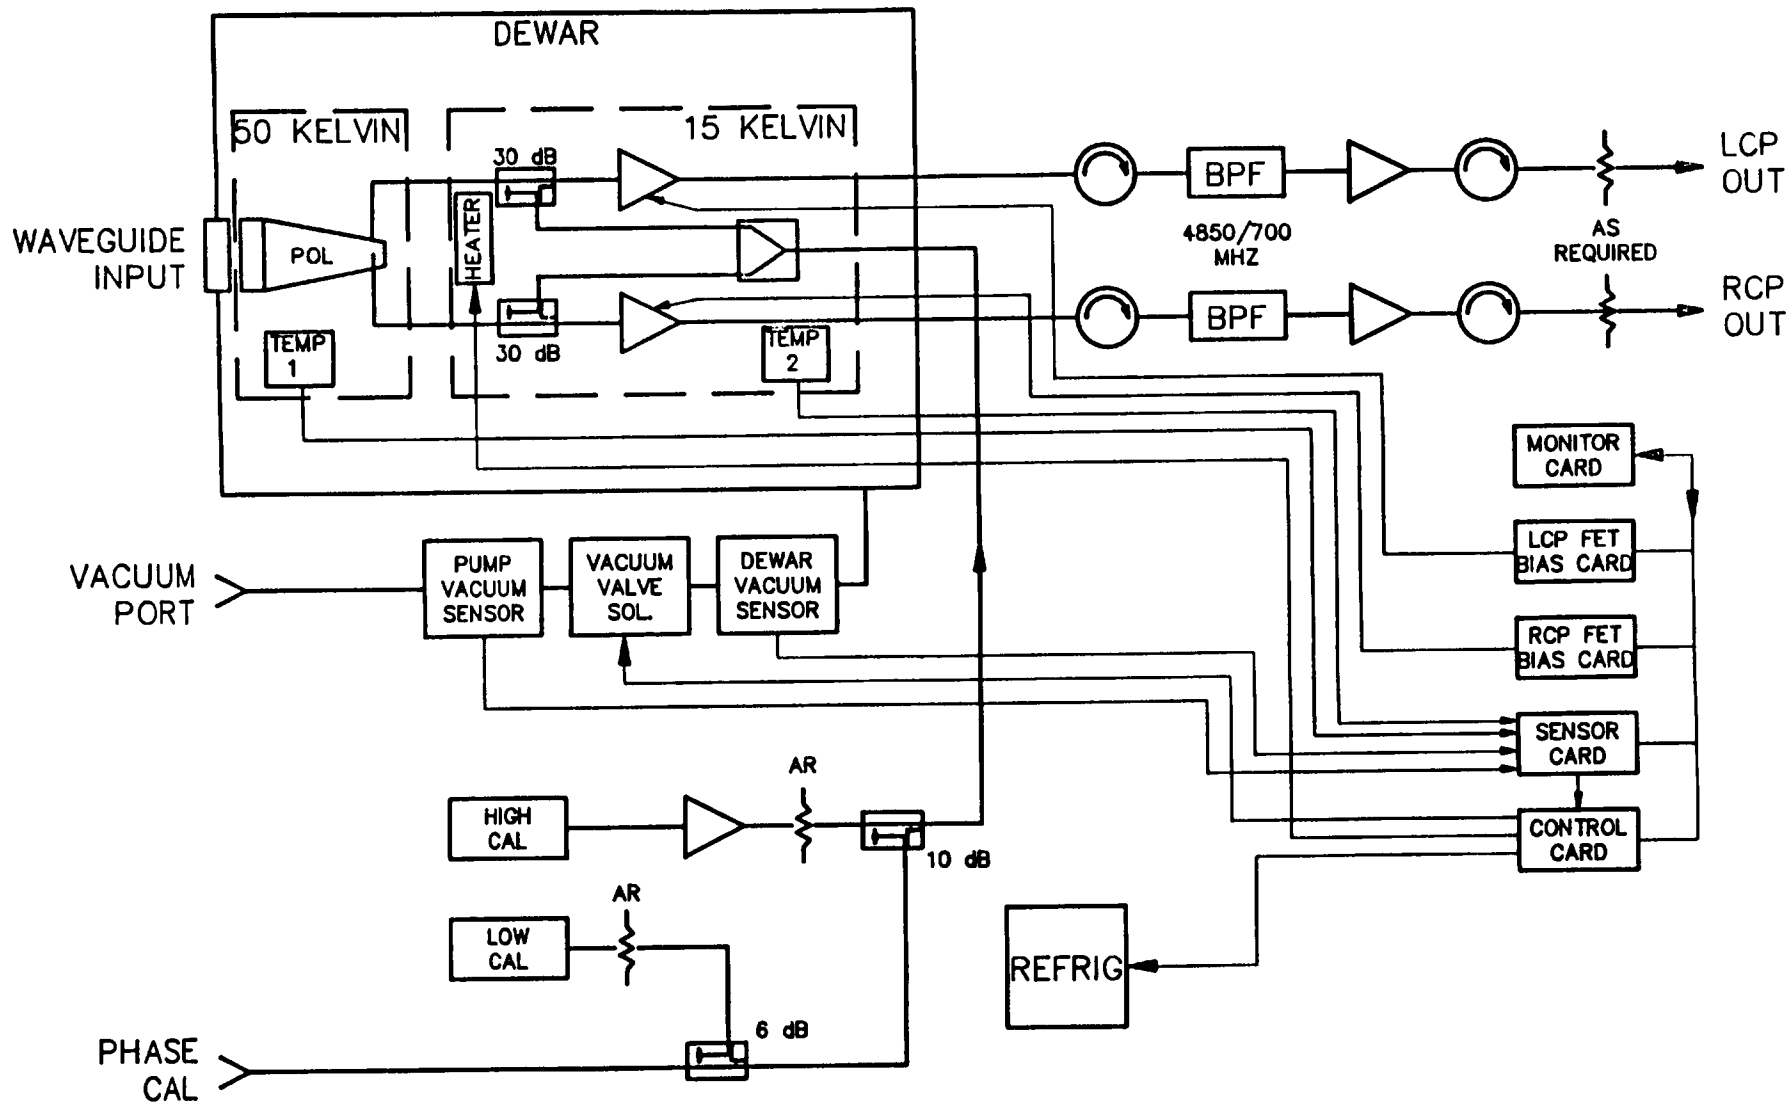 DEWAR
50 KELVIN
15 KELVIN
30 dB
HEATER
POL
WAVEGUIDE
INPUT
30 dB
TEMP
1
TEMP
2
BPF
4850/700
MHZ
BPF
AS
REQUIRED
LCP
OUT
RCP
OUT
MONITOR
CARD
LCP FET
BIAS CARD
RCP FET
BIAS CARD
SENSOR
CARD
CONTROL
CARD
VACUUM
PORT
PUMP
VACUUM
SENSOR
VACUUM
VALVE
SOL.
DEWAR
VACUUM
SENSOR
HIGH
CAL
AR
10 dB
LOW
CAL
AR
6 dB
PHASE
CAL
REFRIG